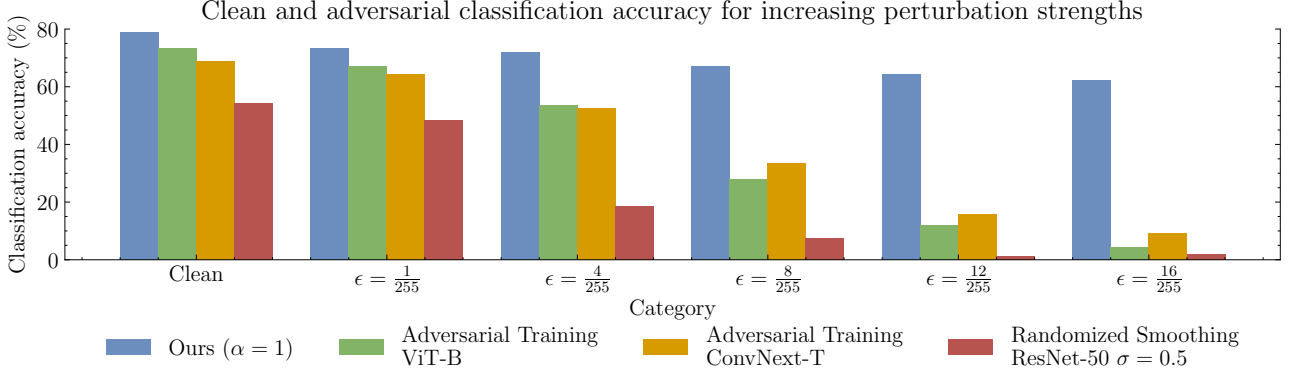 Clean and adversarial classification accuracy for increasing perturbation strengths
Classification accuracy (%)
80
60
40
20
0
Clean
ϵ = 1/255
ϵ = 4/255
ϵ = 8/255
ϵ = 12/255
ϵ = 16/255
Category
Ours (α = 1)
Adversarial Training
ViT-B
Adversarial Training
ConvNext-T
Randomized Smoothing
ResNet-50 σ = 0.5